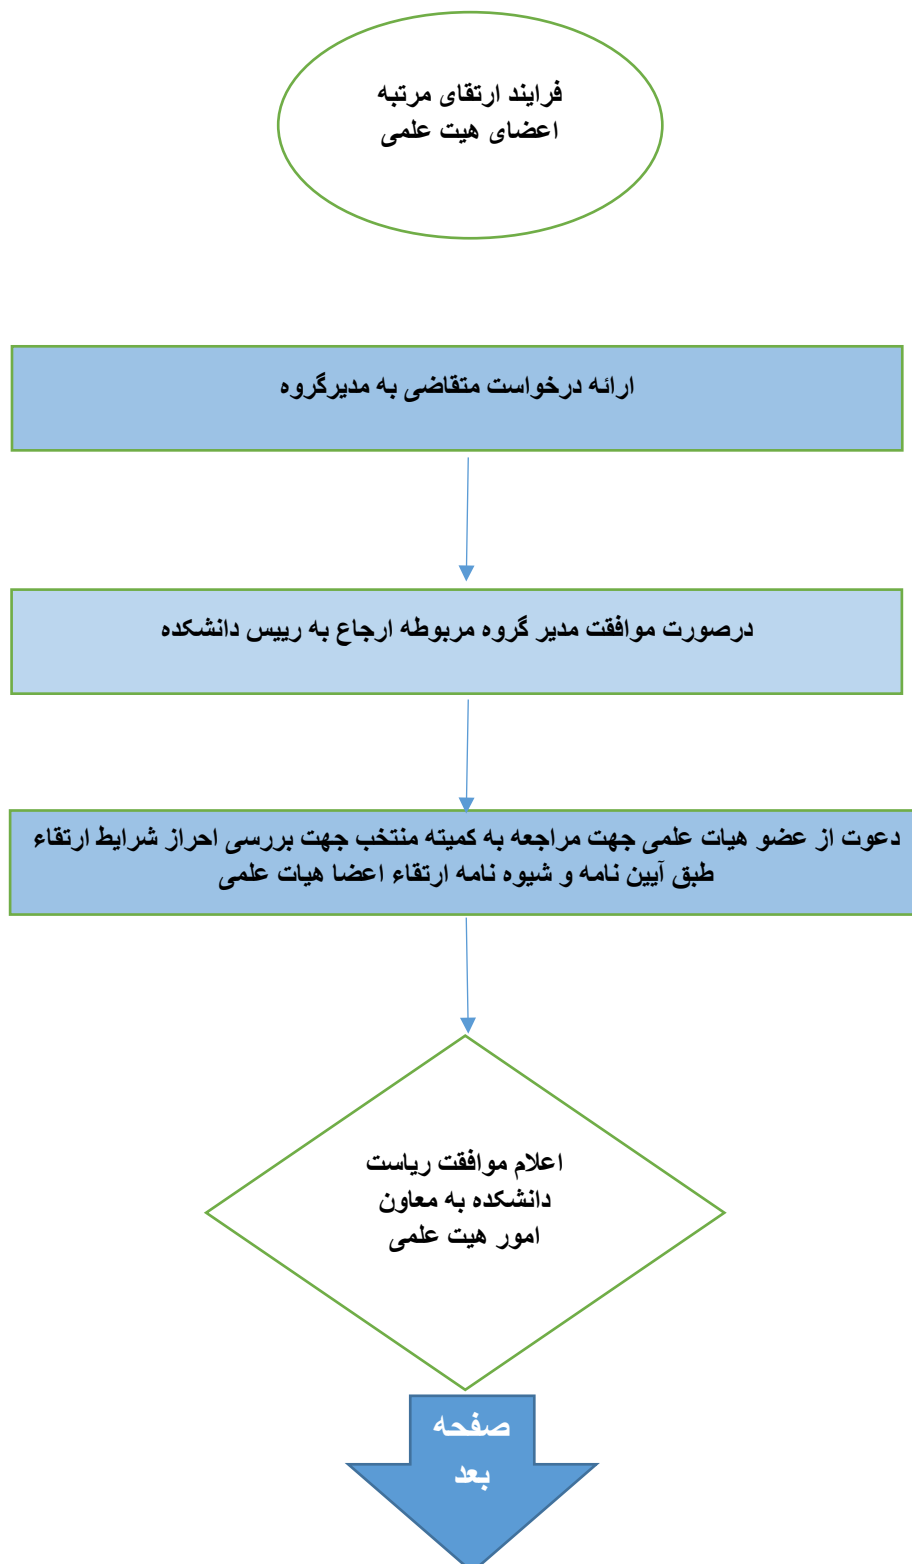 فرایند ارتقای مرتبه
اعضای هیت علمی
ارائه درخواست متقاضی به مدیرگروه
درصورت موافقت مدیر گروه مربوطه ارجاع به رییس دانشکده
دعوت از عضو هیات علمی جهت مراجعه به کمیته منتخب جهت بررسی احراز شرایط ارتقاء
طبق آیین نامه و شیوه نامه ارتقاء اعضا هیات علمی
اعلام موافقت ریاست
دانشکده به معاون
امور هیت علمی
صفحه
بعد